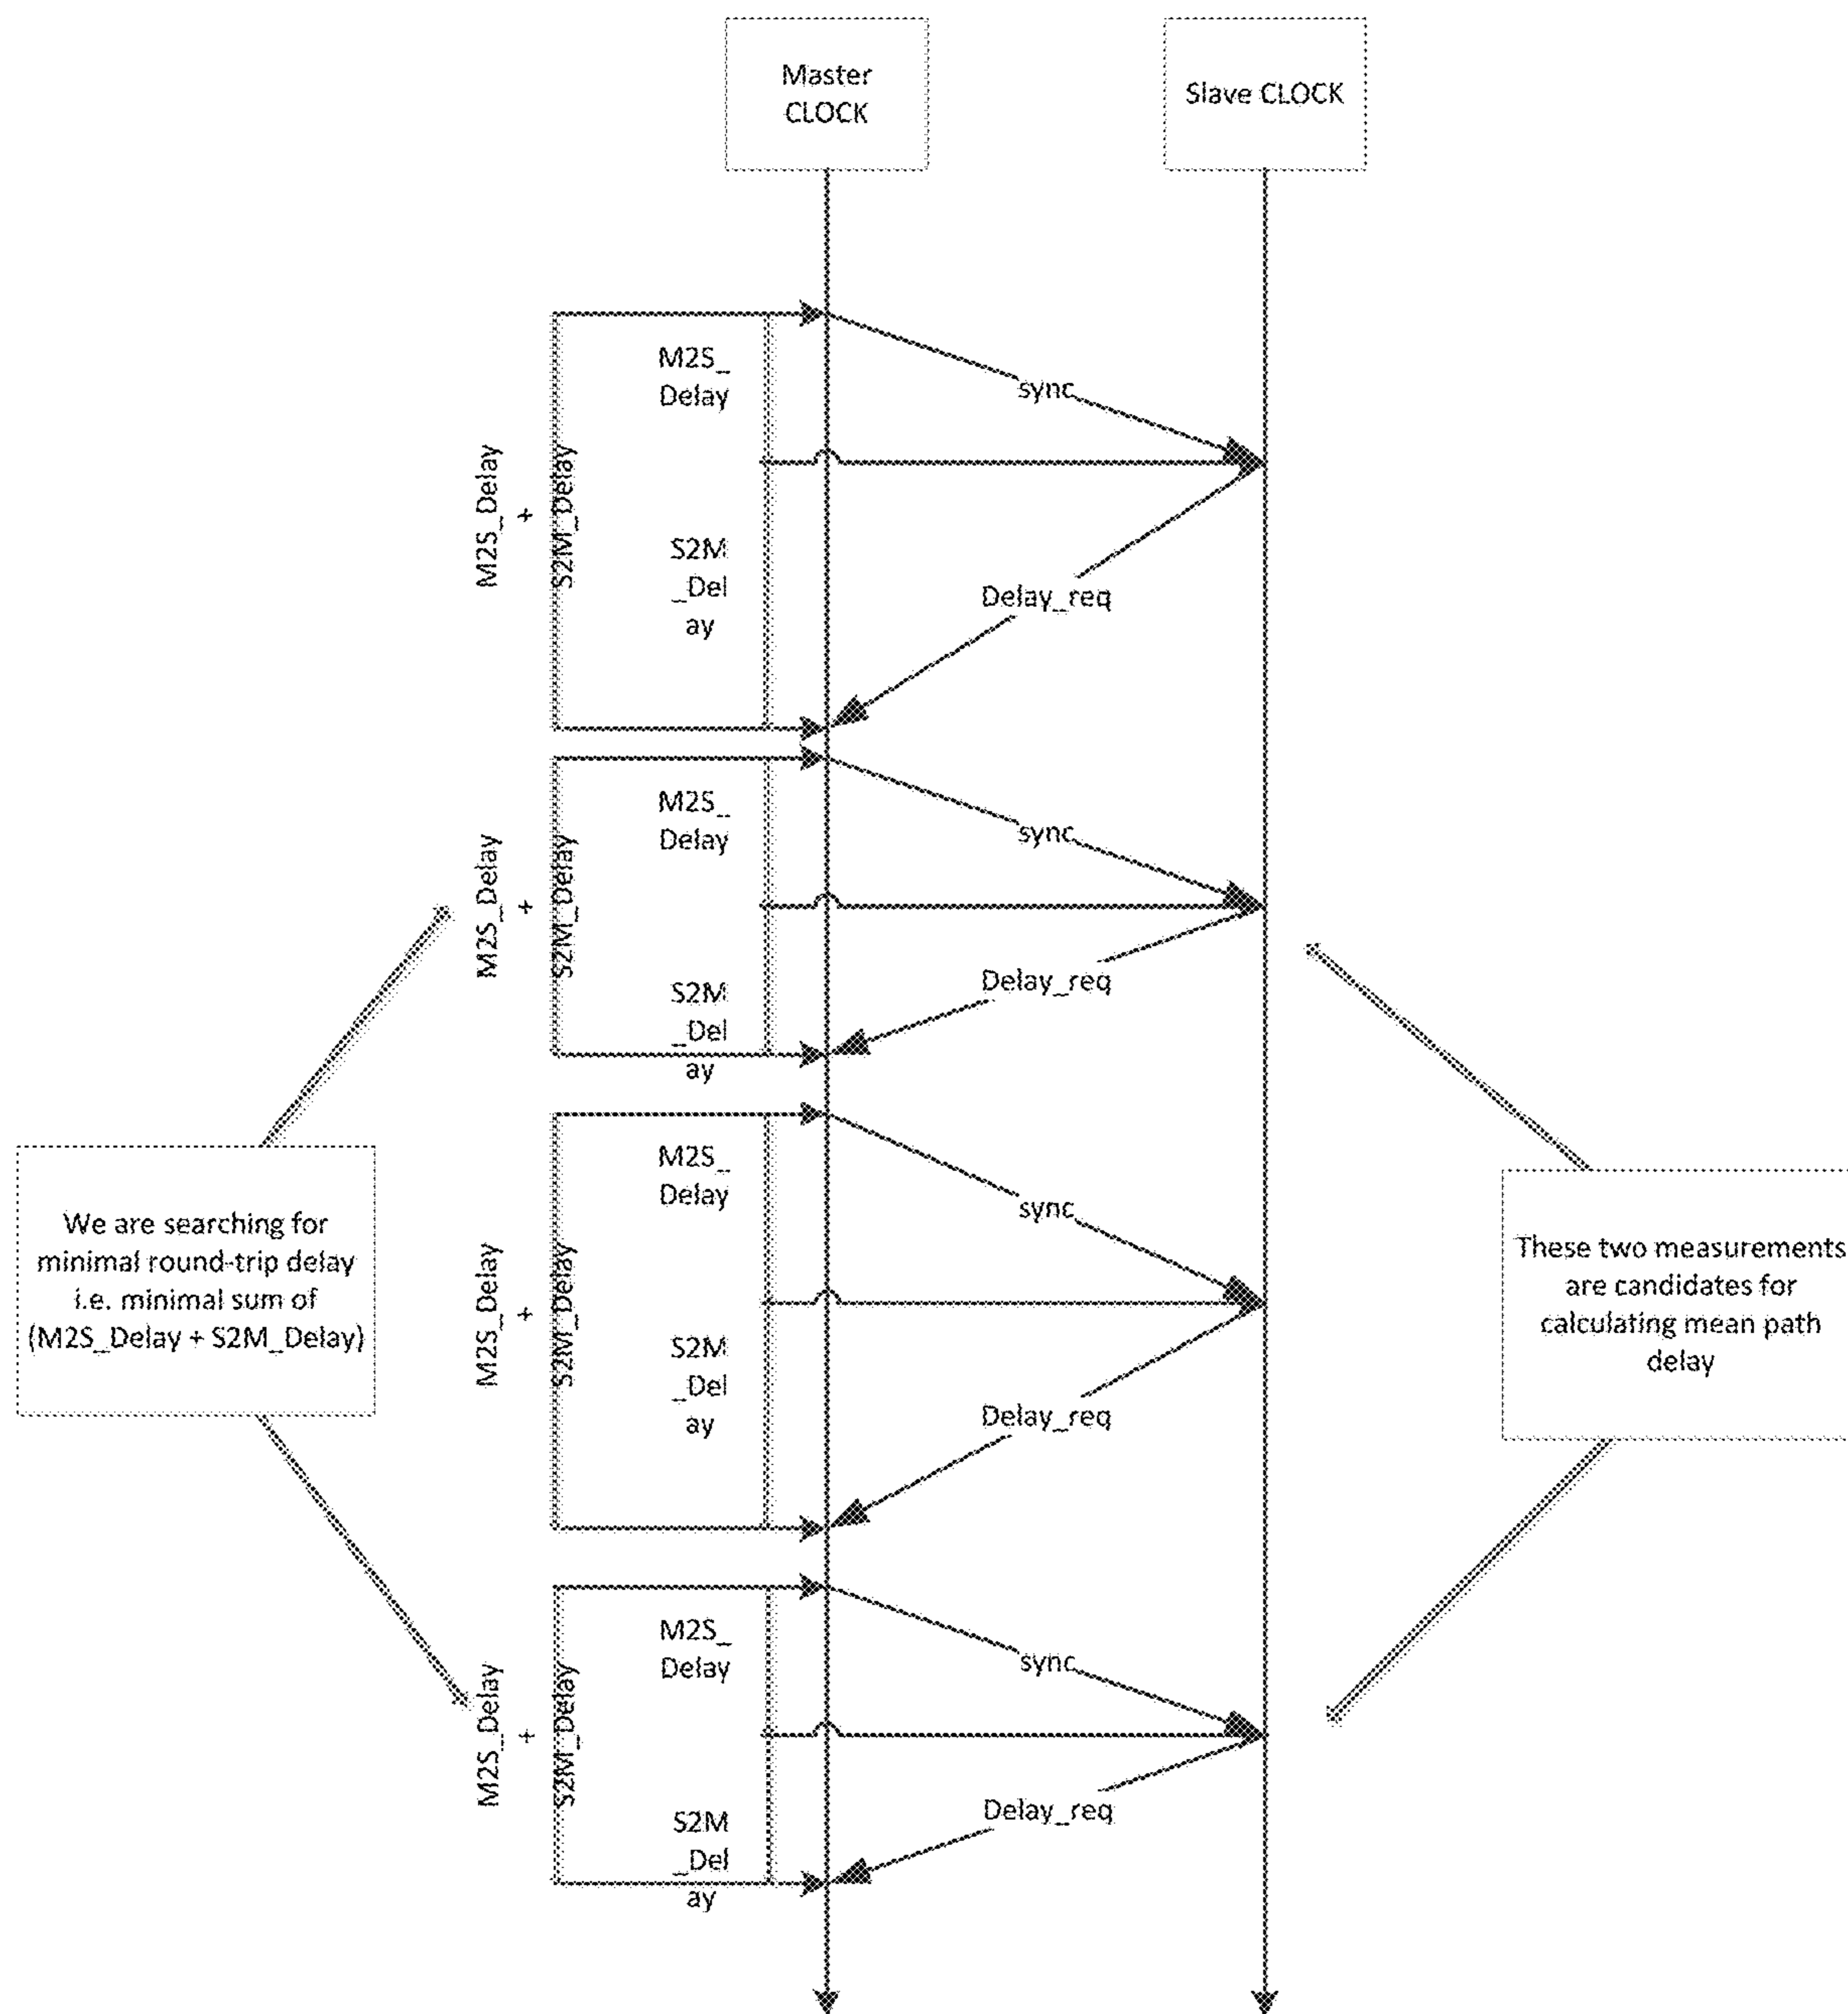 Master
CLOCK
Slave CLOCK
M2S_
Delay
sync
M2S_Delay
+
S2M_Delay
S2M
_Del
ay
Delay_req
M2S_
Delay
sync
M2S_Delay
+
S2M_Delay
S2M
_Del
ay
Delay_req
We are searching for
minimal round-trip delay
i.e. minimal sum of
(M2S_Delay + S2M_Delay)
M2S_
Delay
sync
M2S_Delay
+
S2M_Delay
S2M
_Del
ay
Delay_req
These two measurements
are candidates for
calculating mean path
delay
M2S_
Delay
sync
M2S_Delay
+
S2M_Delay
S2M
_Del
ay
Delay_req